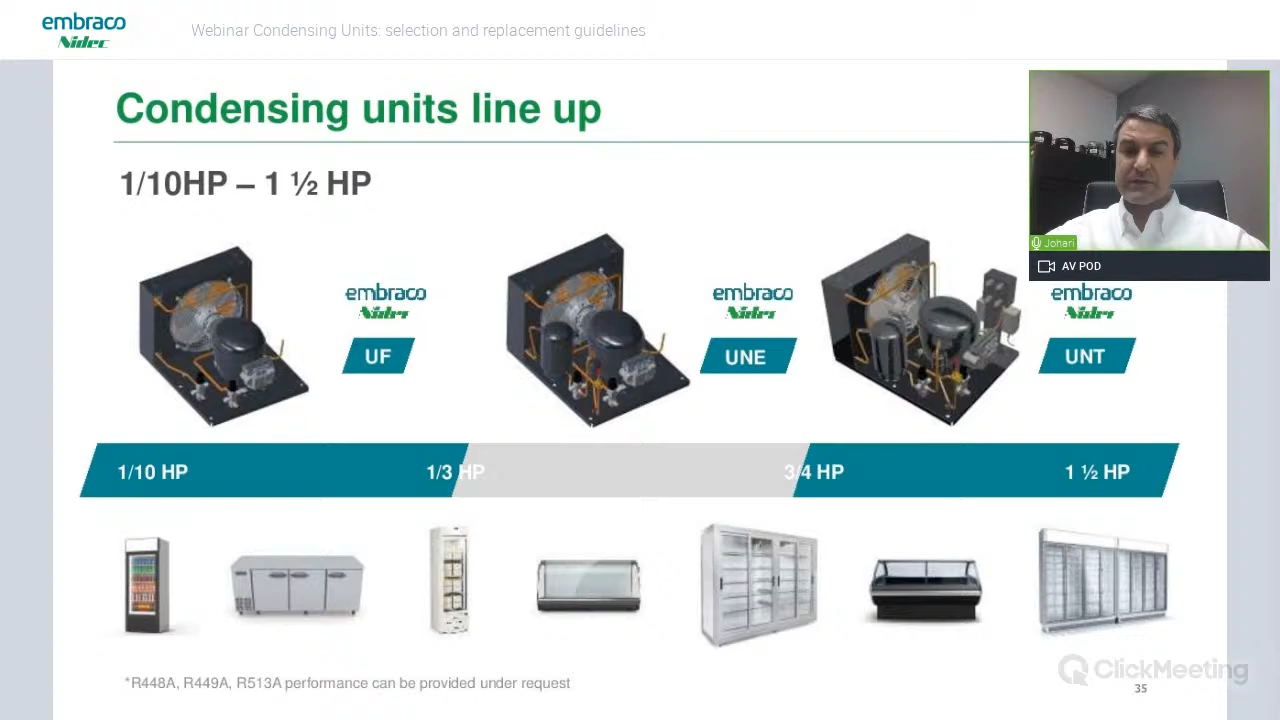 embraco
Nidec
Webinar Condensing Units: selection and replacement guidelines
Condensing units line up
1/10HP – 1 ½ HP
Johari
AV POD
embraco
Nidec
UF
embraco
Nidec
UNE
embraco
Nidec
UNT
1/10 HP
1/3 HP
3/4 HP
1 ½ HP
*R448A, R449A, R513A performance can be provided under request
ClickMeeting
35